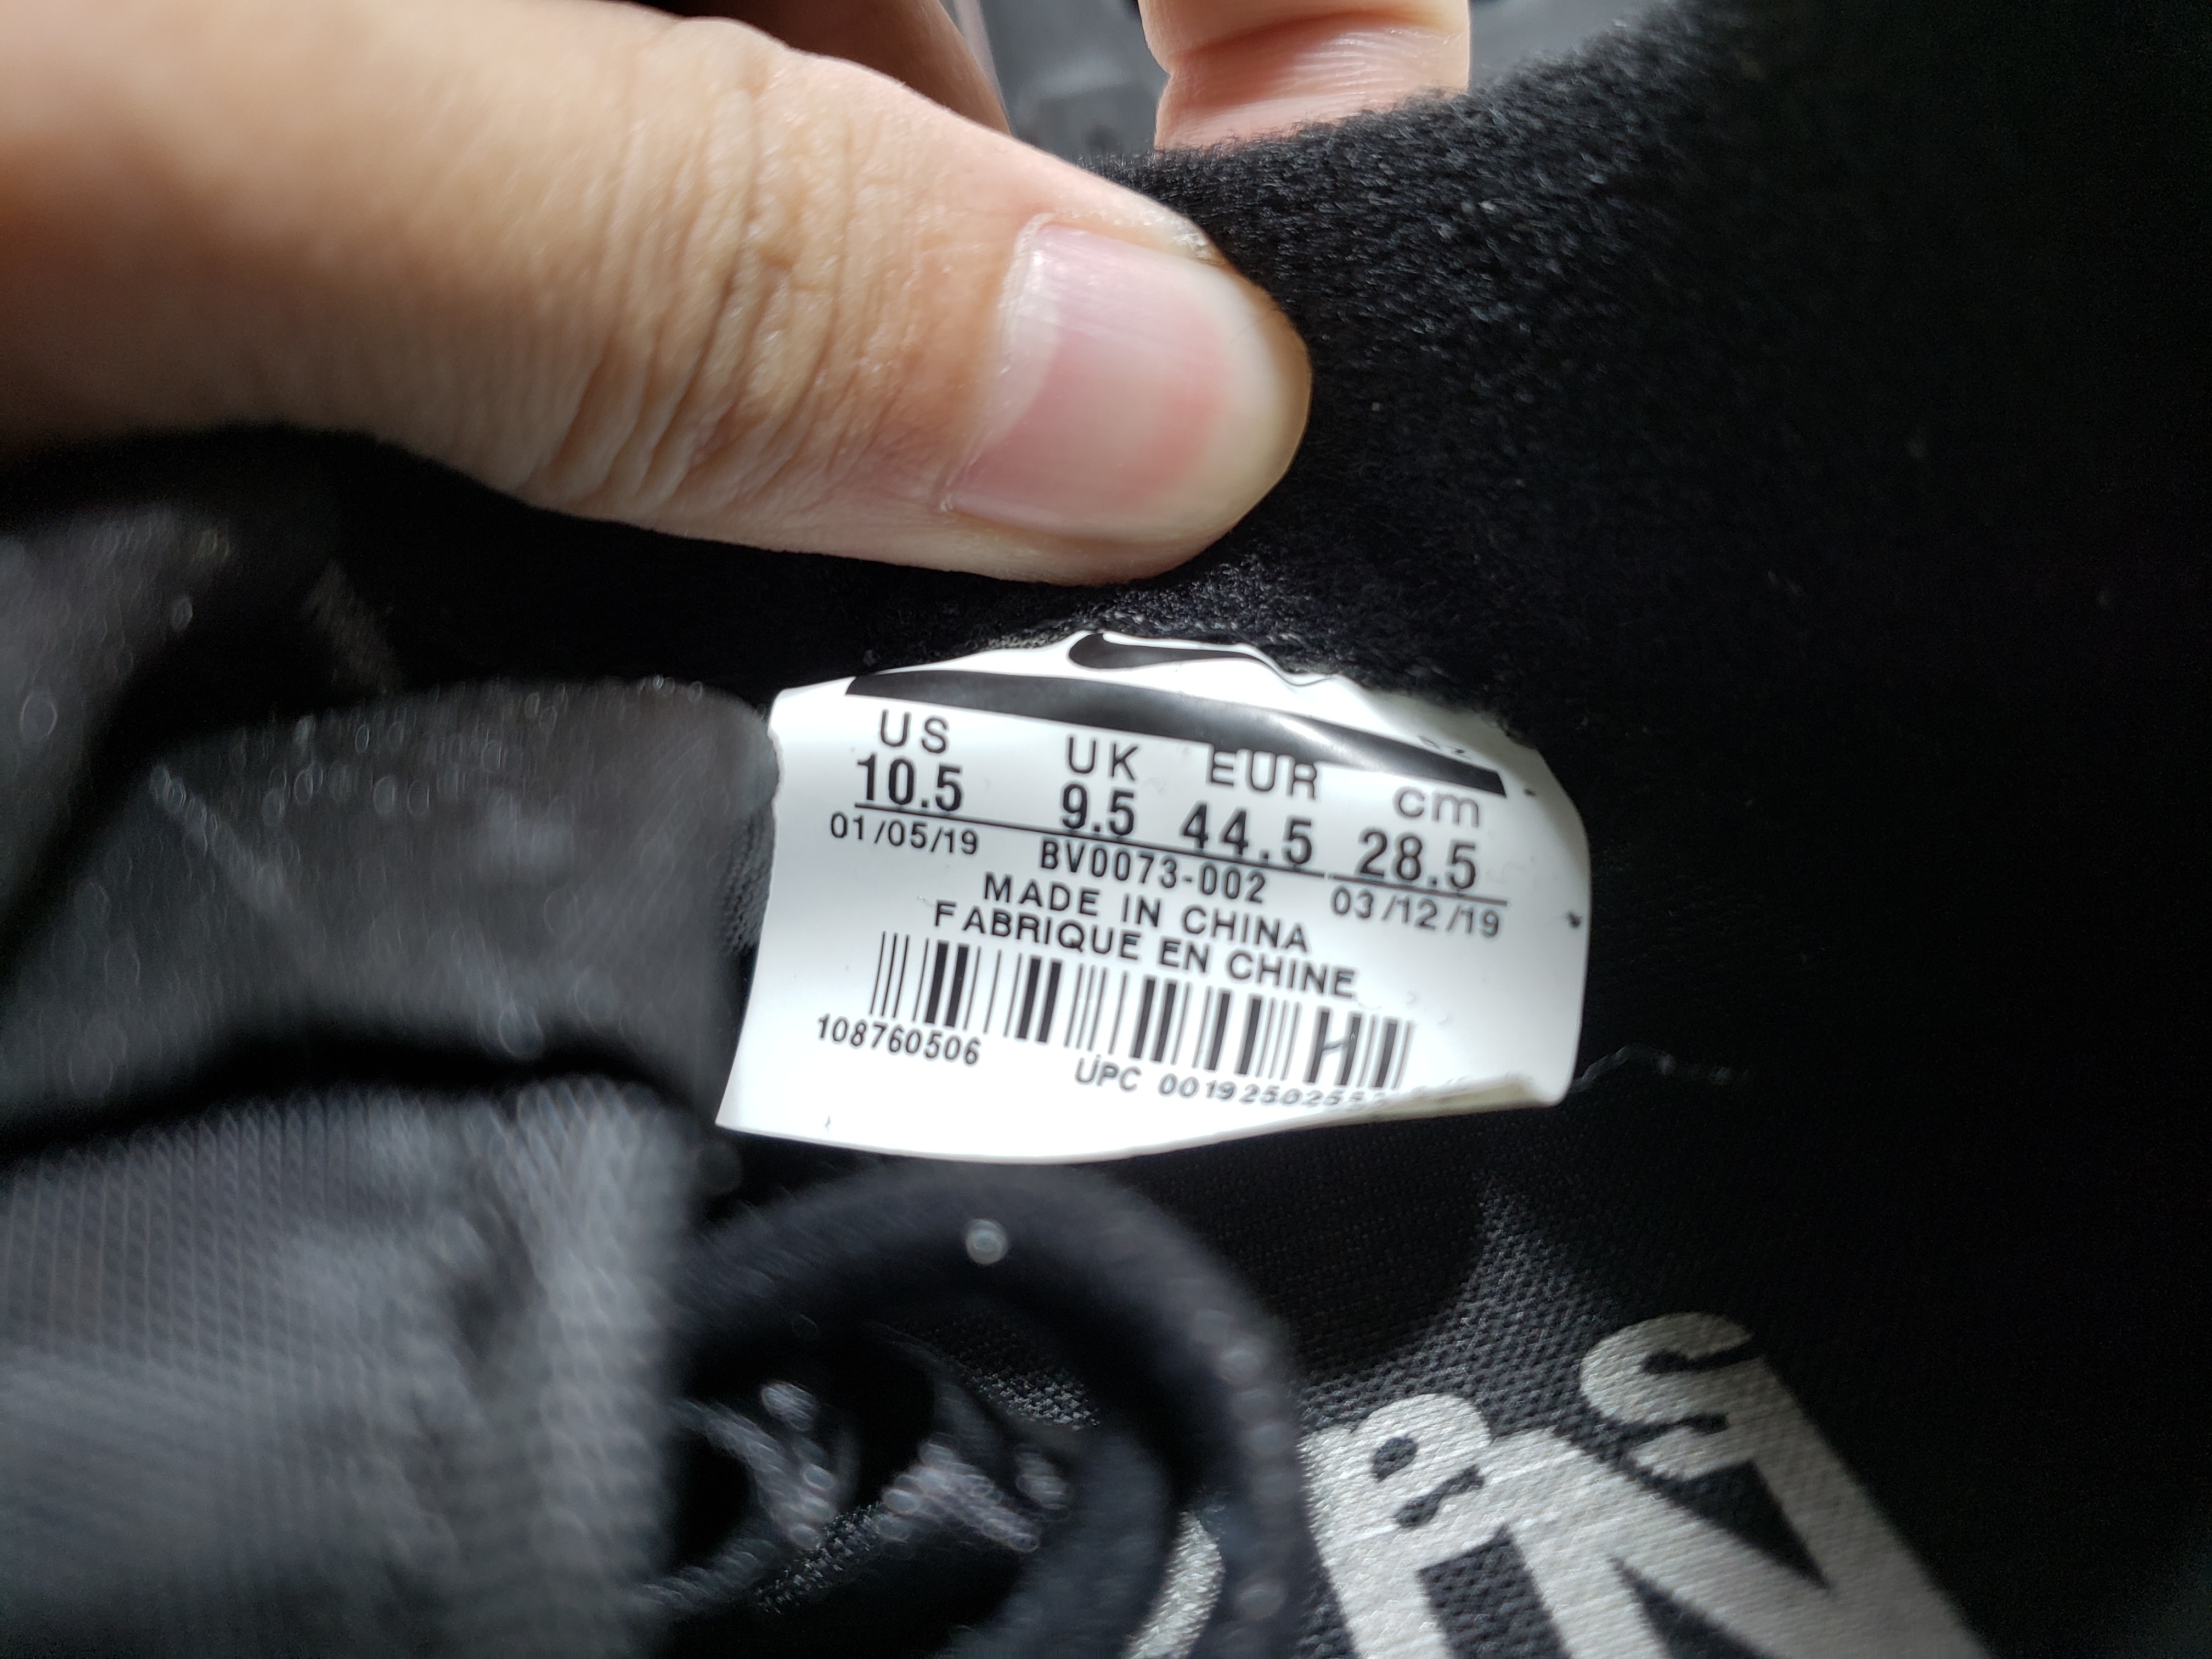 US UK EUR cm
10.5 9.5 44.5 28.5
01/05/19 BV0073-002 03/12/19
MADE IN CHINA
FABRIQUE EN CHINE
108760506
UPC